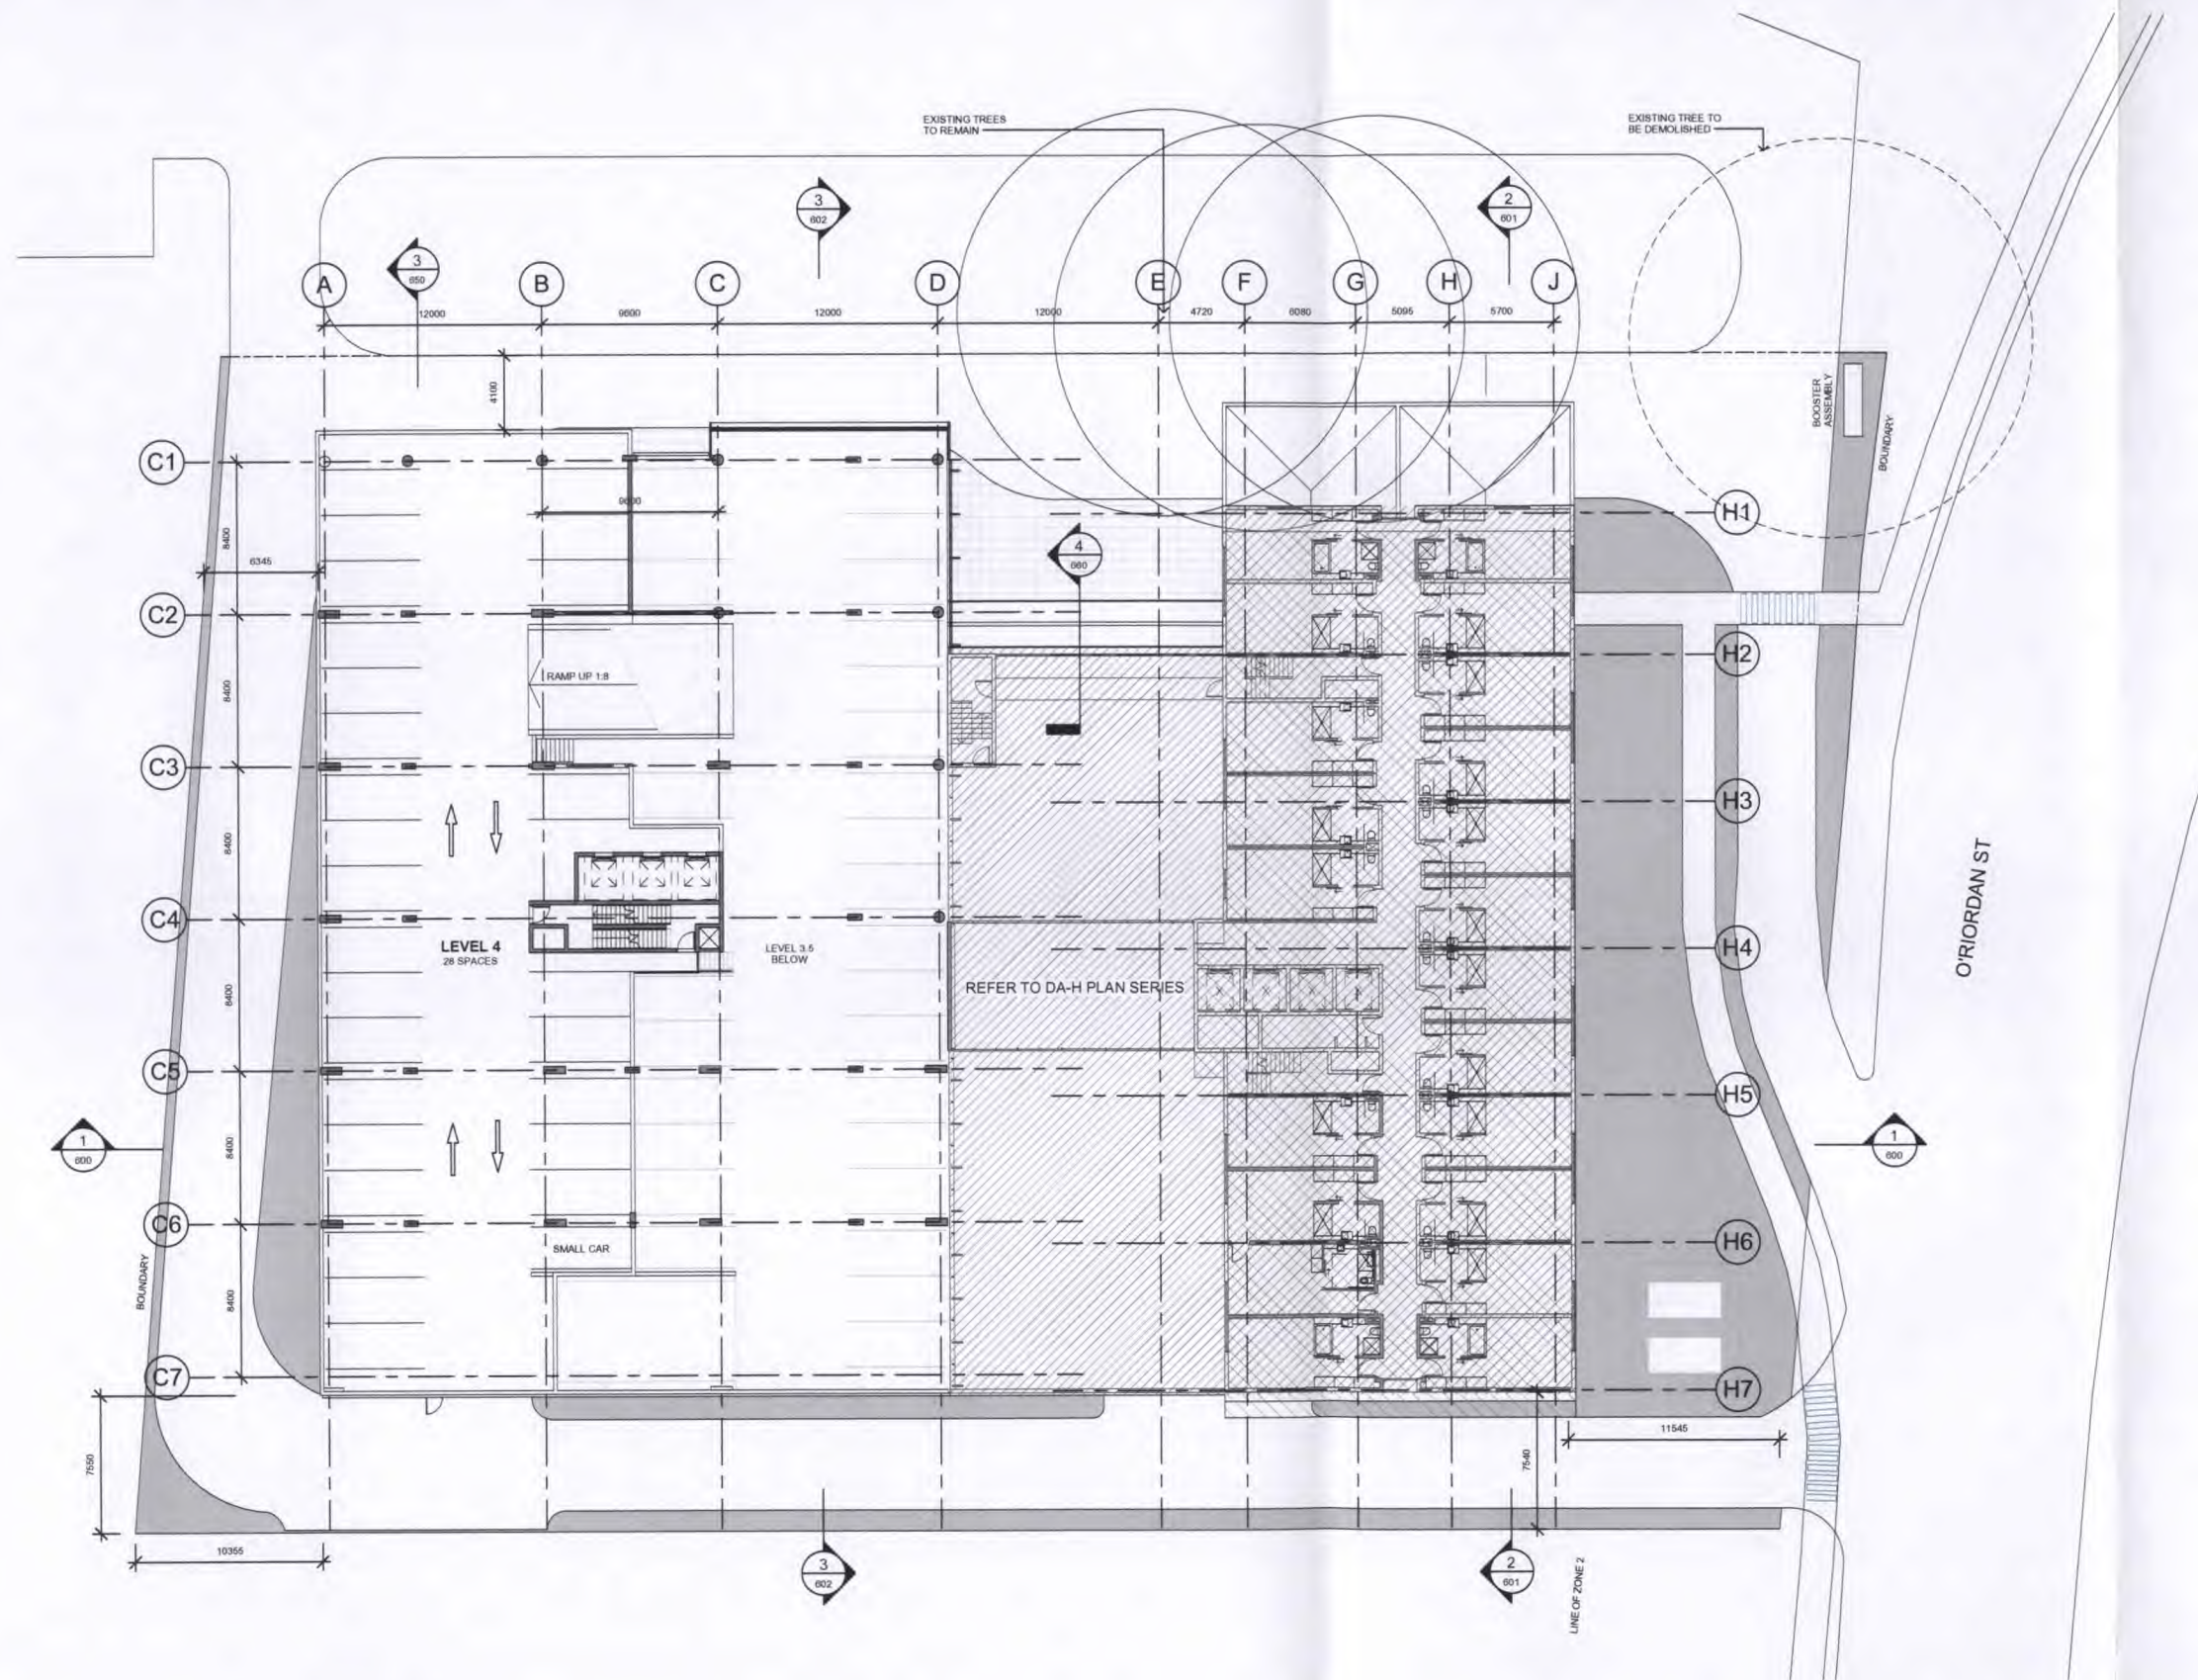 EXISTING TREES
TO REMAIN
EXISTING TREE TO
BE DEMOLISHED
3
602
2
601
3
650
A
B
C
D
E
F
G
H
J
12000
9600
12000
12000
4720
6080
5095
5700
4100
BOOSTER
ASSEMBLY
BOUNDARY
C1
9600
H1
8400
4
660
6345
C2
H2
RAMP UP 1:8
8400
C3
H3
8400
C4
LEVEL 4
28 SPACES
LEVEL 3.5
BELOW
H4
O'RIORDAN ST
REFER TO DA-H PLAN SERIES
8400
C5
H5
1
600
8400
1
600
C6
SMALL CAR
H6
BOUNDARY
8400
C7
H7
11545
7550
7540
10355
3
602
2
601
LINE OF ZONE 2